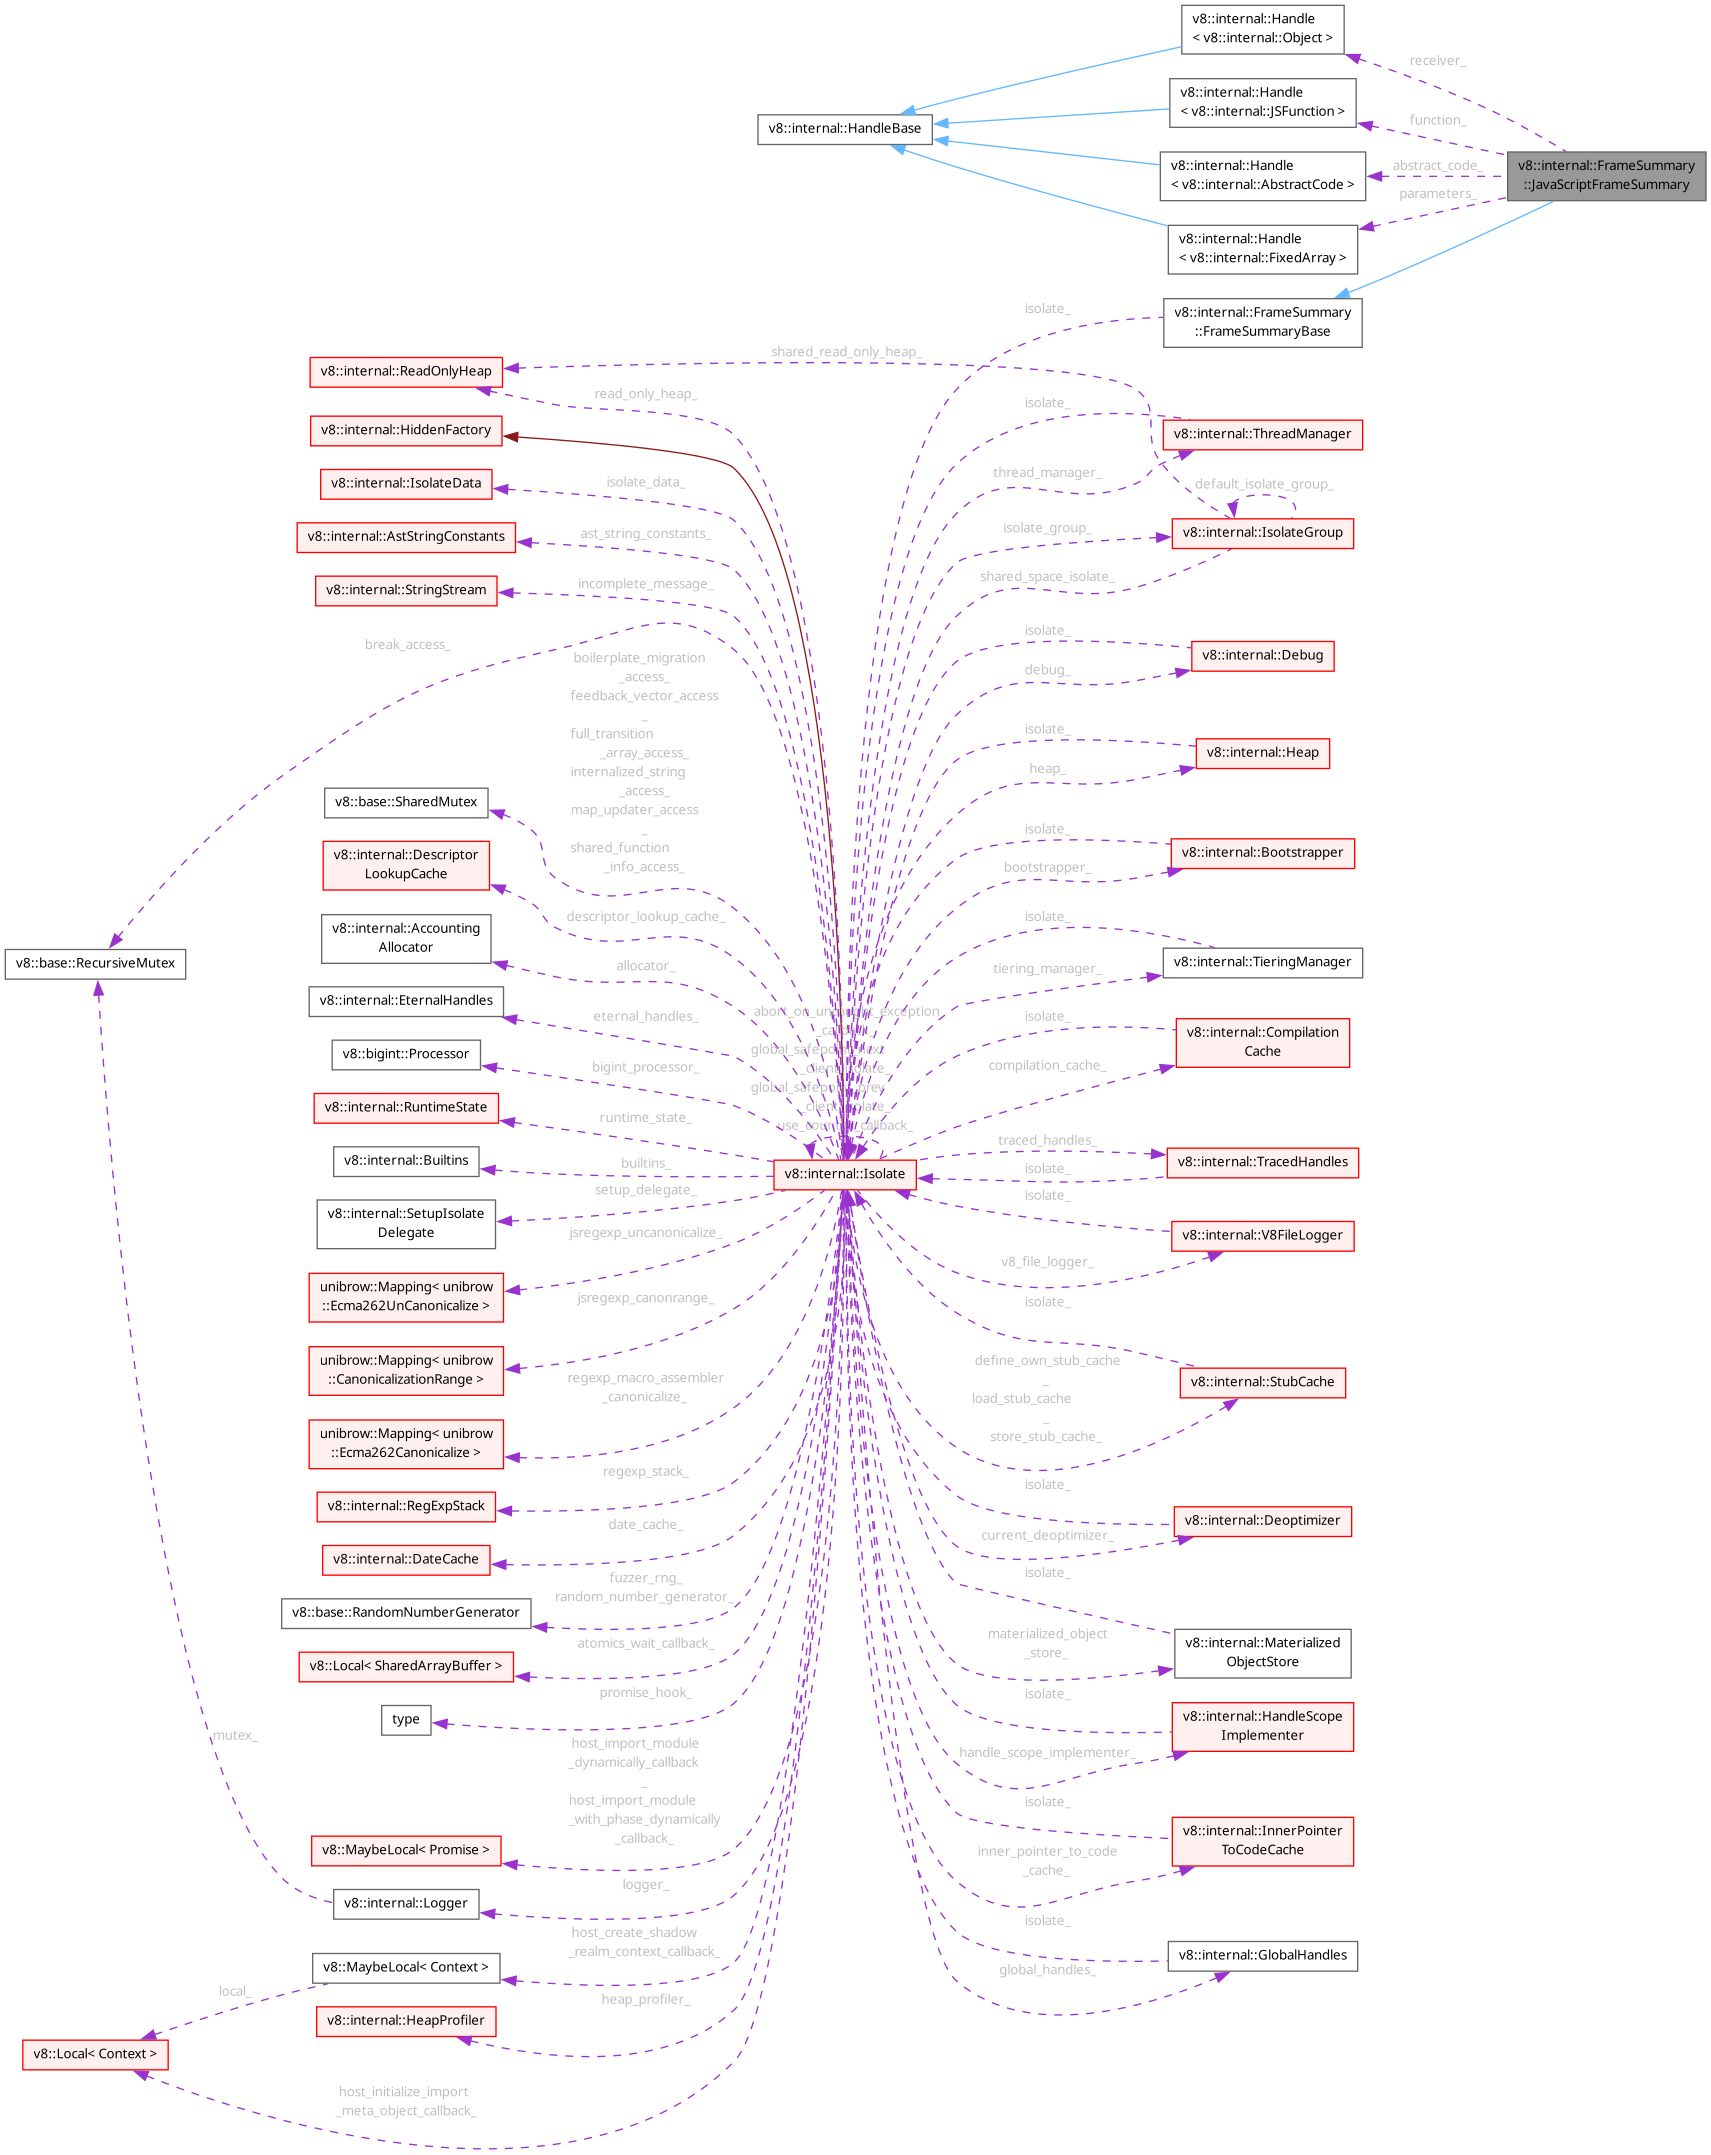 v8::internal::Handle
< v8::internal::Object >
receiver_
v8::internal::Handle
< v8::internal::JSFunction >
function_
v8::internal::HandleBase
v8::internal::Handle
< v8::internal::AbstractCode >
abstract_code_
v8::internal::FrameSummary
::JavaScriptFrameSummary
parameters_
v8::internal::Handle
< v8::internal::FixedArray >
v8::internal::FrameSummary
::FrameSummaryBase
isolate_
shared_read_only_heap_
v8::internal::ReadOnlyHeap
read_only_heap_
v8::internal::HiddenFactory
isolate_
v8::internal::ThreadManager
thread_manager_
v8::internal::IsolateData
isolate_data_
default_isolate_group_
v8::internal::AstStringConstants
ast_string_constants_
isolate_group_
v8::internal::IsolateGroup
shared_space_isolate_
v8::internal::StringStream
incomplete_message_
break_access_
isolate_
v8::internal::Debug
debug_
boilerplate_migration
_access_
feedback_vector_access
_
full_transition
_array_access_
internalized_string
_access_
map_updater_access
_
shared_function
_info_access_
isolate_
v8::internal::Heap
heap_
v8::base::SharedMutex
v8::internal::Descriptor
LookupCache
isolate_
v8::internal::Bootstrapper
bootstrapper_
descriptor_lookup_cache_
v8::internal::Accounting
Allocator
allocator_
isolate_
v8::internal::TieringManager
tiering_manager_
v8::base::RecursiveMutex
v8::internal::EternalHandles
eternal_handles_
abort_on_uncaught_exception
_callback_
global_safepoint_next
_client_isolate_
global_safepoint_prev
_client_isolate_
use_counter_callback_
isolate_
v8::internal::Compilation
Cache
compilation_cache_
v8::bigint::Processor
bigint_processor_
v8::internal::RuntimeState
runtime_state_
v8::internal::Builtins
builtins_
v8::internal::Isolate
traced_handles_
v8::internal::TracedHandles
isolate_
v8::internal::SetupIsolate
Delegate
setup_delegate_
isolate_
v8::internal::V8FileLogger
v8_file_logger_
jsregexp_uncanonicalize_
unibrow::Mapping< unibrow
::Ecma262UnCanonicalize >
jsregexp_canonrange_
isolate_
unibrow::Mapping< unibrow
::CanonicalizationRange >
regexp_macro_assembler
_canonicalize_
define_own_stub_cache
_
load_stub_cache
_
store_stub_cache_
v8::internal::StubCache
unibrow::Mapping< unibrow
::Ecma262Canonicalize >
regexp_stack_
v8::internal::RegExpStack
isolate_
v8::internal::Deoptimizer
current_deoptimizer_
date_cache_
v8::internal::DateCache
fuzzer_rng_
random_number_generator_
v8::base::RandomNumberGenerator
isolate_
v8::internal::Materialized
ObjectStore
materialized_object
_store_
atomics_wait_callback_
v8::Local< SharedArrayBuffer >
promise_hook_
type
isolate_
v8::internal::HandleScope
Implementer
handle_scope_implementer_
mutex_
host_import_module
_dynamically_callback
_
host_import_module
_with_phase_dynamically
_callback_
v8::MaybeLocal< Promise >
isolate_
v8::internal::InnerPointer
ToCodeCache
inner_pointer_to_code
_cache_
logger_
v8::internal::Logger
host_create_shadow
_realm_context_callback_
v8::MaybeLocal< Context >
isolate_
v8::internal::GlobalHandles
global_handles_
local_
heap_profiler_
v8::internal::HeapProfiler
v8::Local< Context >
host_initialize_import
_meta_object_callback_